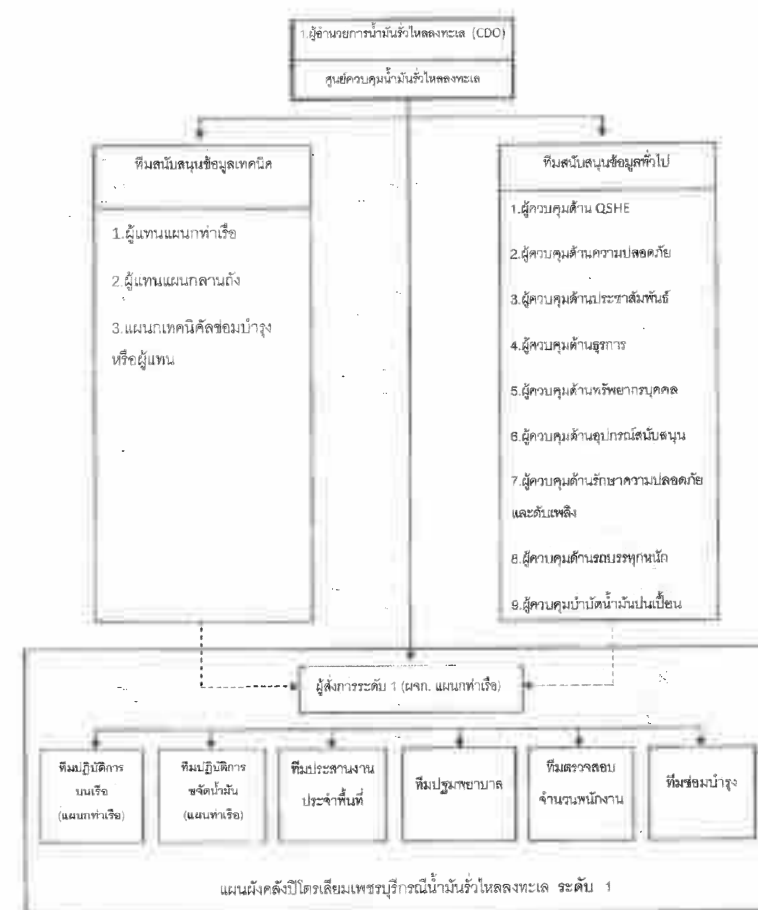 1.ผู้อำนวยการน้ำมันรั่วไหลลงทะเล (CDO)
ศูนย์ควบคุมน้ำมันรั่วไหลลงทะเล
ทีมสนับสนุนข้อมูลเทคนิค
1.ผู้แทนแผนกท่าเรือ
2.ผู้แทนแผนกลานถัง
3.แผนกเทคนิคัลซ่อมบำรุง
หรือผู้แทน
ทีมสนับสนุนข้อมูลทั่วไป
1.ผู้ควบคุมด้าน QSHE
2.ผู้ควบคุมด้านความปลอดภัย
3.ผู้ควบคุมด้านประชาสัมพันธ์
4.ผู้ควบคุมด้านธุรการ
5.ผู้ควบคุมด้านทรัพยากรบุคคล
6.ผู้ควบคุมด้านอุปกรณ์สนับสนุน
7.ผู้ควบคุมด้านรักษาความปลอดภัย
และดับเพลิง
8.ผู้ควบคุมด้านรถบรรทุกหนัก
9.ผู้ควบคุมบำบัดน้ำมันปนเปื้อน
ผู้สั่งการระดับ 1 (ผจก. แผนกท่าเรือ)
ทีมปฏิบัติการ
บนเรือ
(แผนกท่าเรือ)
ทีมปฏิบัติการ
ขจัดน้ำมัน
(แผนท่าเรือ)
ทีมประสานงาน
ประจำพื้นที่
ทีมปฐมพยาบาล
ทีมตรวจสอบ
จำนวนพนักงาน
ทีมซ่อมบำรุง
แผนผังคลังปิโตรเลียมเพชรบุรีกรณีน้ำมันรั่วไหลลงทะเล ระดับ 1